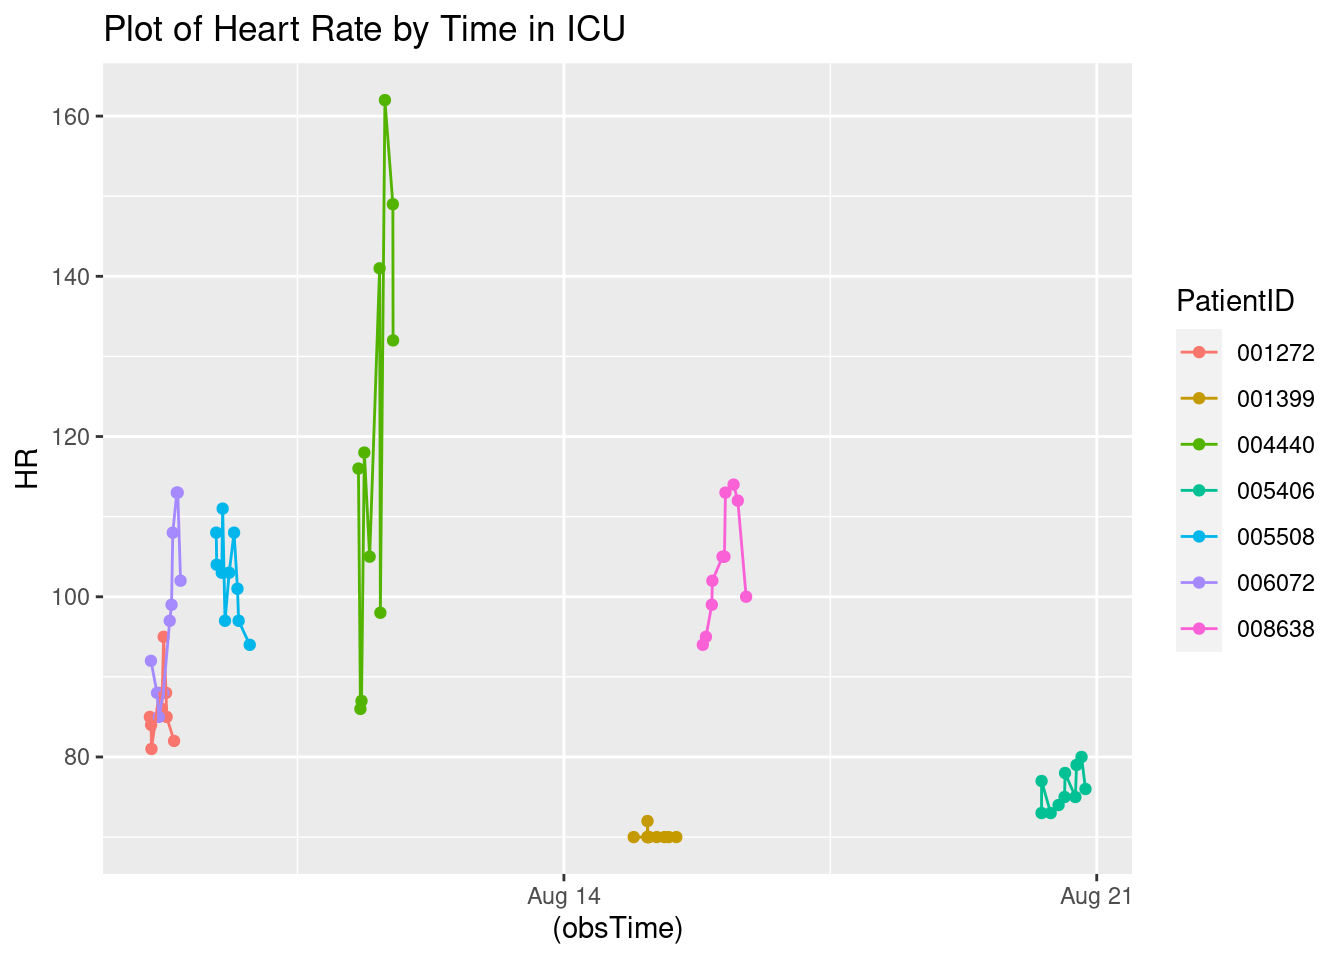 Plot of Heart Rate by Time in ICU
160
140
120
100
80
HR
Aug 14
Aug 21
(obsTime)
PatientID
001272
001399
004440
005406
005508
006072
008638